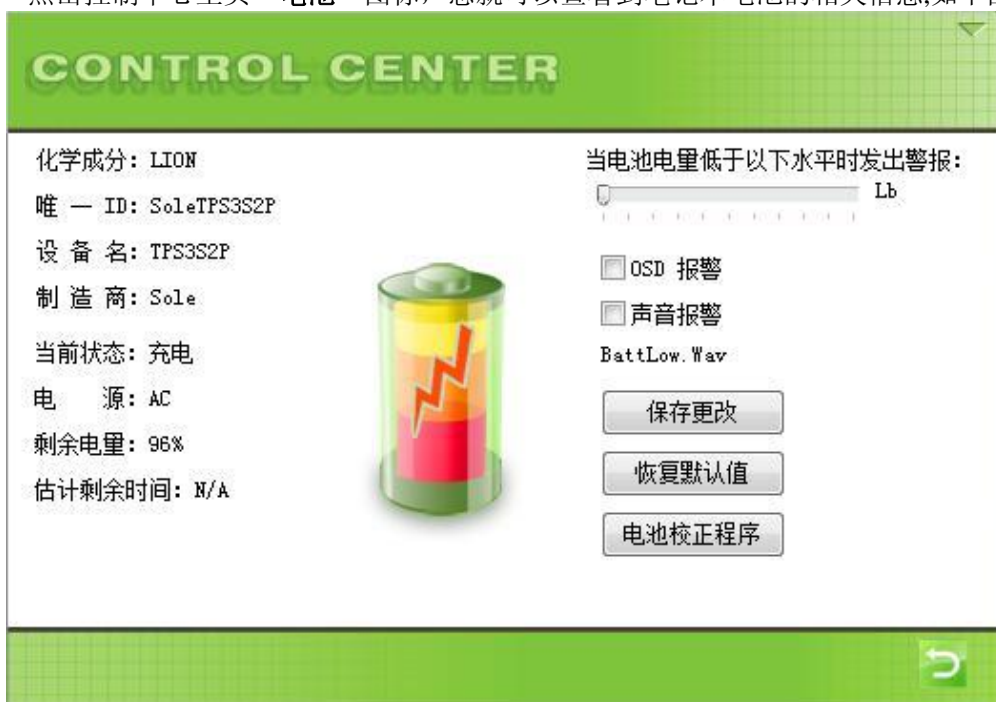 CONTROL CENTER
化学成分: LION
唯 一 ID: SoleTPS3S2P
设 备 名: TPS3S2P
制 造 商: Sole
当前状态: 充电
电 源: AC
剩余电量: 96%
估计剩余时间: N/A
当电池电量低于以下水平时发出警报:
Lb
OSD 报警
声音报警
BattLow.Wav
保存更改
恢复默认值
电池校正程序